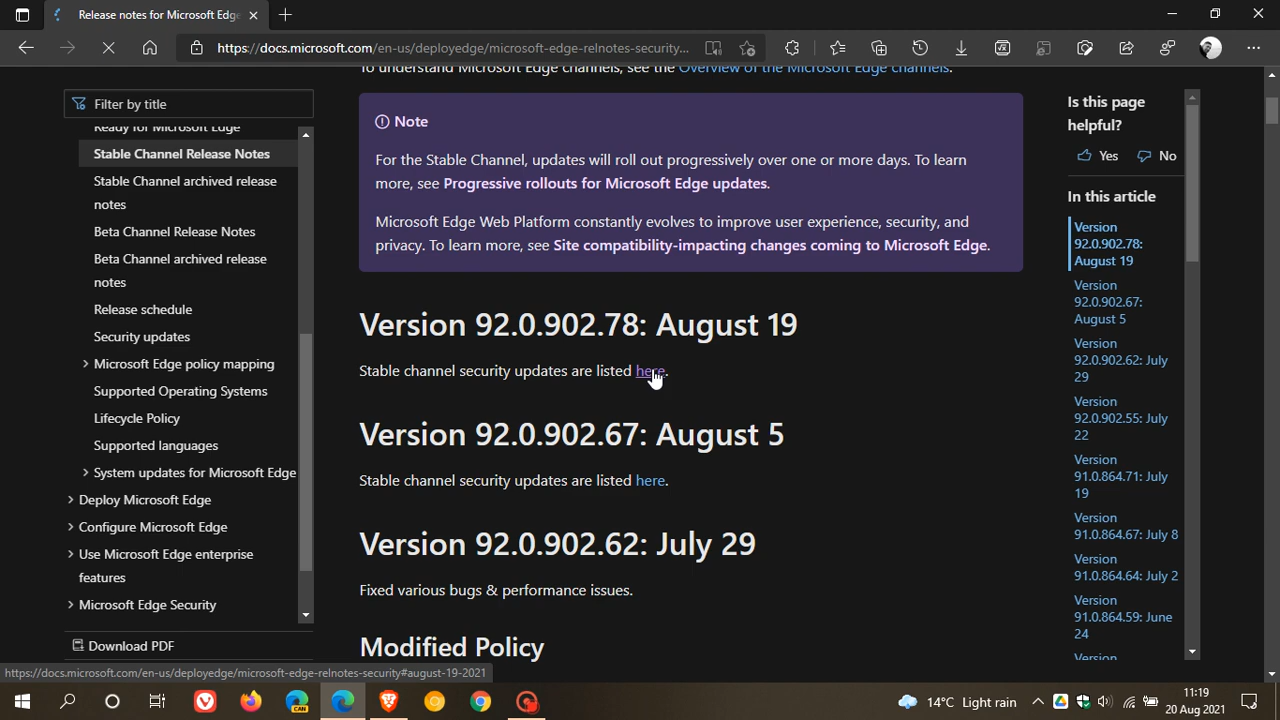 Release notes for Microsoft Edge
https://docs.microsoft.com/en-us/deployedge/microsoft-edge-relnotes-security...
To understand Microsoft Edge channels, see the Overview of the Microsoft Edge channels.
Filter by title
Ready for Microsoft Edge
Stable Channel Release Notes
Stable Channel archived release
notes
Beta Channel Release Notes
Beta Channel archived release
notes
Release schedule
Security updates
Microsoft Edge policy mapping
Supported Operating Systems
Lifecycle Policy
Supported languages
System updates for Microsoft Edge
Deploy Microsoft Edge
Configure Microsoft Edge
Use Microsoft Edge enterprise
features
Microsoft Edge Security
Download PDF
Note
For the Stable Channel, updates will roll out progressively over one or more days. To learn
more, see Progressive rollouts for Microsoft Edge updates.
Microsoft Edge Web Platform constantly evolves to improve user experience, security, and
privacy. To learn more, see Site compatibility-impacting changes coming to Microsoft Edge.
Version 92.0.902.78: August 19
Stable channel security updates are listed here.
Version 92.0.902.67: August 5
Stable channel security updates are listed here.
Version 92.0.902.62: July 29
Fixed various bugs & performance issues.
Modified Policy
Is this page
helpful?
Yes
No
In this article
Version
92.0.902.78:
August 19
Version
92.0.902.67:
August 5
Version
92.0.902.62: July
29
Version
92.0.902.55: July
22
Version
91.0.864.71: July
19
Version
91.0.864.67: July 8
Version
91.0.864.64: July 2
Version
91.0.864.59: June
24
Version
https://docs.microsoft.com/en-us/deployedge/microsoft-edge-relnotes-security#august-19-2021
CAN
14°C Light rain
11:19
20 Aug 2021